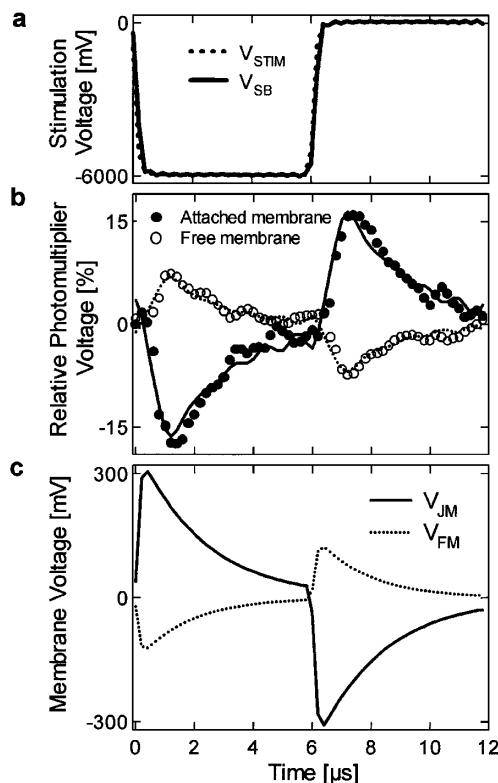 a
Stimulation
Voltage [mV]
0
-6000
V_STIM
V_SB
b
Relative Photomultiplier
Voltage [%]
15
0
-15
Attached membrane
Free membrane
c
Membrane Voltage [mV]
300
0
-300
V_JM
V_FM
0 2 4 6 8 10 12
Time [µs]